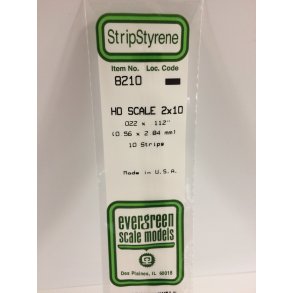 StripStyrene
Item No. Loc. Code
8210
HO SCALE 2x10
.022 x .112"
(0.56 x 2.84 mm)
10 Strips
Made in U.S.A.
evergreen
scale models
Des Plaines, IL 60018